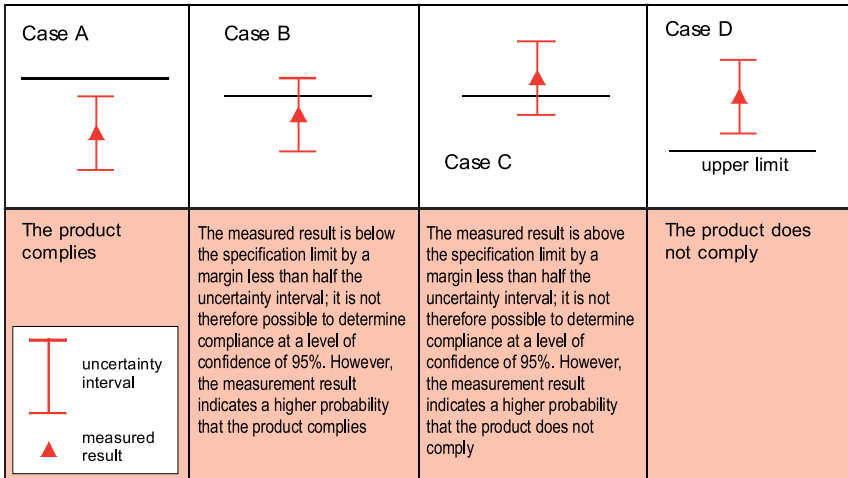 Case A
Case B
Case C
Case D
upper limit
The product
complies
The measured result is below
the specification limit by a
margin less than half the
uncertainty interval; it is not
therefore possible to determine
compliance at a level of
confidence of 95%. However,
the measurement result
indicates a higher probability
that the product complies
The measured result is above
the specification limit by a
margin less than half the
uncertainty interval; it is not
therefore possible to determine
compliance at a level of
confidence of 95%. However,
the measurement result
indicates a higher probability
that the product does not
comply
The product does
not comply
uncertainty
interval
measured
result